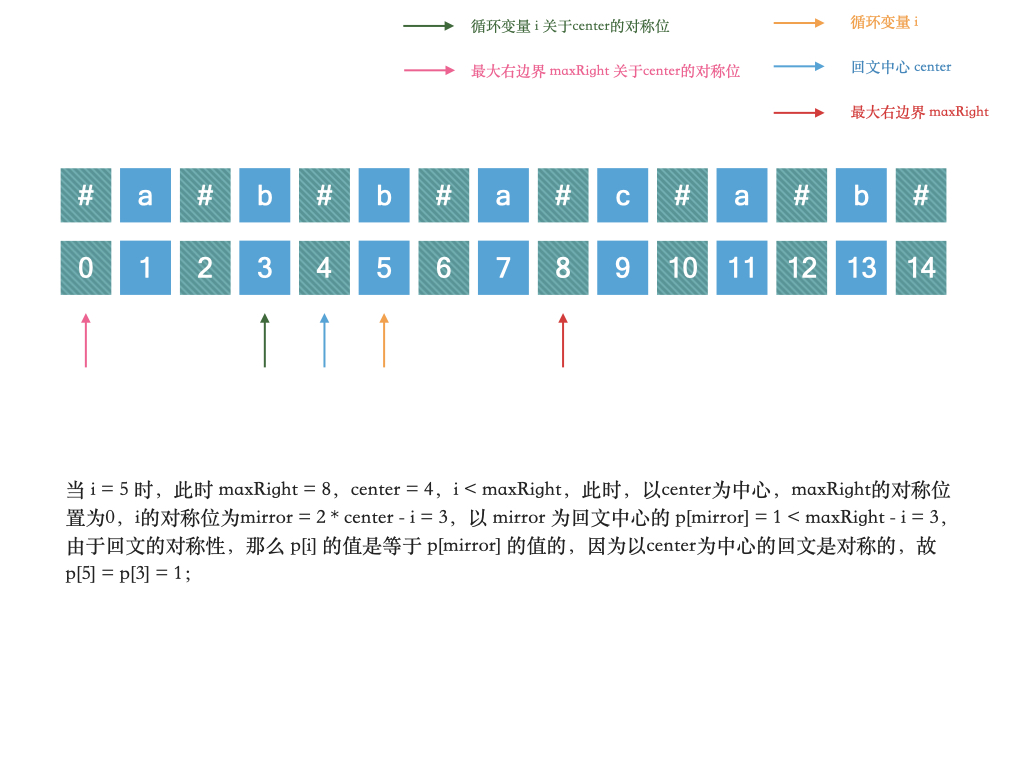 循环变量 i 关于center的对称位
循环变量 i
最大右边界 maxRight 关于center的对称位
回文中心 center
最大右边界 maxRight
# a # b # b # a # c # a # b #
0 1 2 3 4 5 6 7 8 9 10 11 12 13 14
当 i = 5 时，此时 maxRight = 8，center = 4，i < maxRight，此时，以center为中心，maxRight的对称位
置为0，i的对称位为mirror = 2 * center - i = 3，以 mirror 为回文中心的 p[mirror] = 1 < maxRight - i = 3，
由于回文的对称性，那么 p[i] 的值是等于 p[mirror] 的值的，因为以center为中心的回文是对称的，故
p[5] = p[3] = 1；